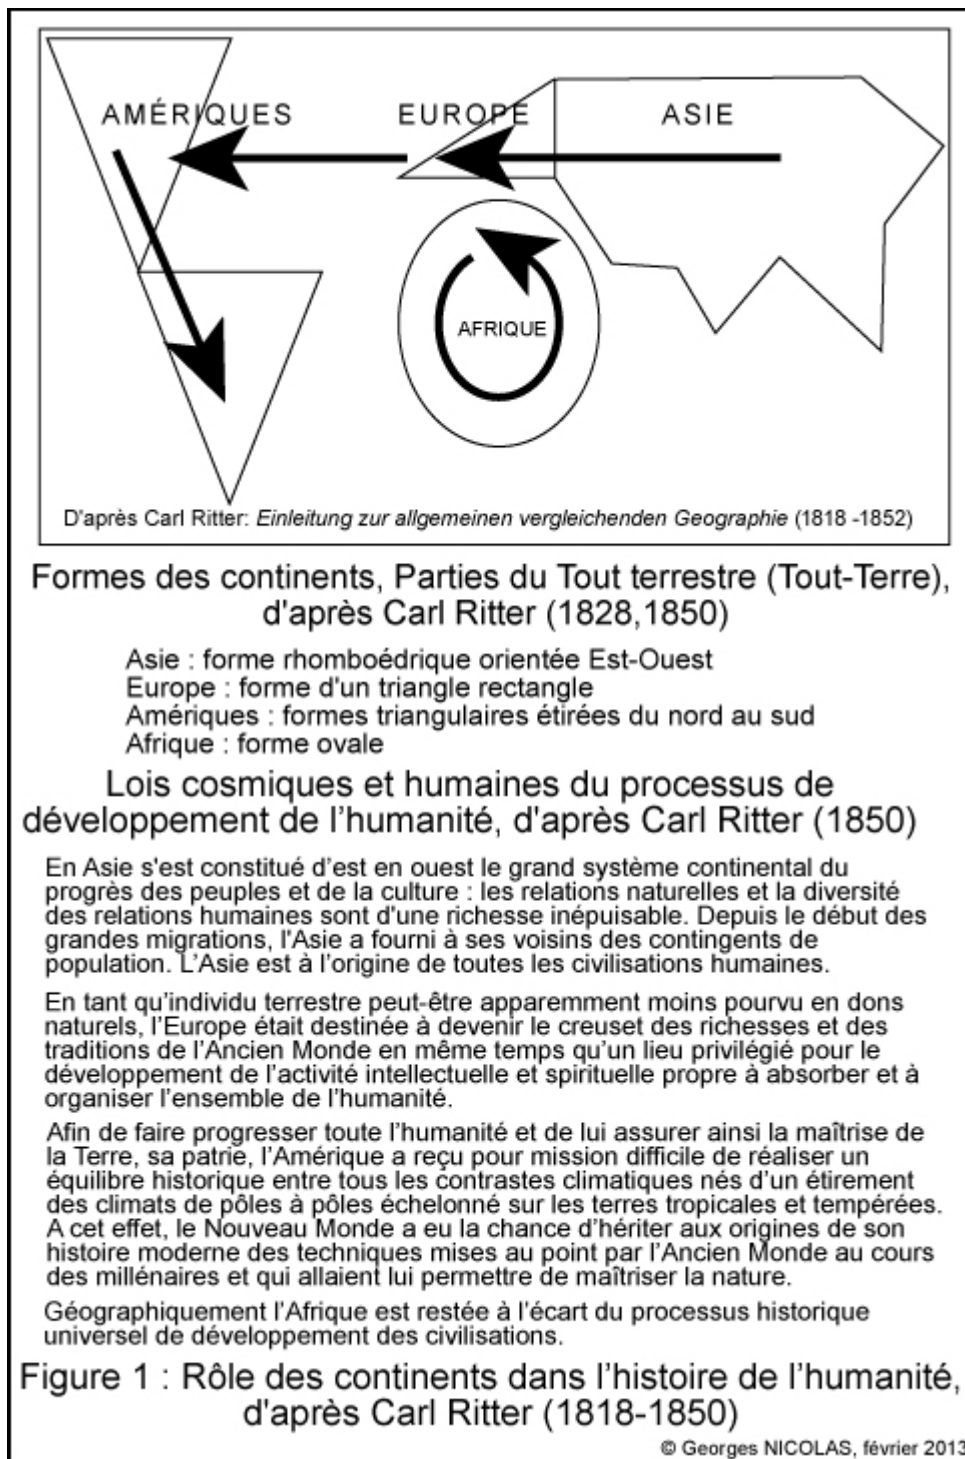 AMÉRIQUES EUROPE ASIE
AFRIQUE
D'après Carl Ritter: Einleitung zur allgemeinen vergleichenden Geographie (1818 -1852)
Formes des continents, Parties du Tout terrestre (Tout-Terre),
d'après Carl Ritter (1828,1850)
Asie : forme rhomboédrique orientée Est-Ouest
Europe : forme d'un triangle rectangle
Amériques : formes triangulaires étirées du nord au sud
Afrique : forme ovale
Lois cosmiques et humaines du processus de
développement de l’humanité, d'après Carl Ritter (1850)
En Asie s'est constitué d’est en ouest le grand système continental du
progrès des peuples et de la culture : les relations naturelles et la diversité
des relations humaines sont d'une richesse inépuisable. Depuis le début des
grandes migrations, l'Asie a fourni à ses voisins des contingents de
population. L’Asie est à l’origine de toutes les civilisations humaines.
En tant qu’individu terrestre peut-être apparemment moins pourvu en dons
naturels, l’Europe était destinée à devenir le creuset des richesses et des
traditions de l’Ancien Monde en même temps qu’un lieu privilégié pour le
développement de l’activité intellectuelle et spirituelle propre à absorber et à
organiser l’ensemble de l’humanité.
Afin de faire progresser toute l’humanité et de lui assurer ainsi la maîtrise de
la Terre, sa patrie, l’Amérique a reçu pour mission difficile de réaliser un
équilibre historique entre tous les contrastes climatiques nés d’un étirement
des climats de pôles à pôles échelonné sur les terres tropicales et tempérées.
A cet effet, le Nouveau Monde a eu la chance d’hériter aux origines de son
histoire moderne des techniques mises au point par l’Ancien Monde au cours
des millénaires et qui allaient lui permettre de maîtriser la nature.
Géographiquement l’Afrique est restée à l’écart du processus historique
universel de développement des civilisations.
Figure 1 : Rôle des continents dans l’histoire de l’humanité,
d'après Carl Ritter (1818-1850)
© Georges NICOLAS, février 2013